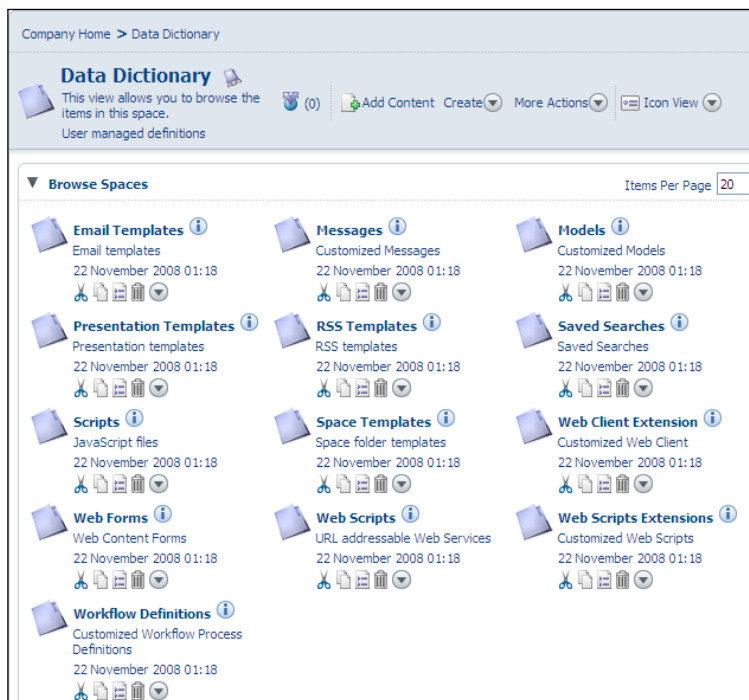 Company Home > Data Dictionary
Data Dictionary
This view allows you to browse the
items in this space.
User managed definitions
(0)
Add Content
Create
More Actions
Icon View
Browse Spaces
Items Per Page 20
Email Templates
Email templates
22 November 2008 01:18
Messages
Customized Messages
22 November 2008 01:18
Models
Customized Models
22 November 2008 01:18
Presentation Templates
Presentation templates
22 November 2008 01:18
RSS Templates
RSS templates
22 November 2008 01:18
Saved Searches
Saved Searches
22 November 2008 01:18
Scripts
JavaScript files
22 November 2008 01:18
Space Templates
Space folder templates
22 November 2008 01:18
Web Client Extension
Customized Web Client
22 November 2008 01:18
Web Forms
Web Content Forms
22 November 2008 01:18
Web Scripts
URL addressable Web Services
22 November 2008 01:18
Web Scripts Extensions
Customized Web Scripts
22 November 2008 01:18
Workflow Definitions
Customized Workflow Process
Definitions
22 November 2008 01:18